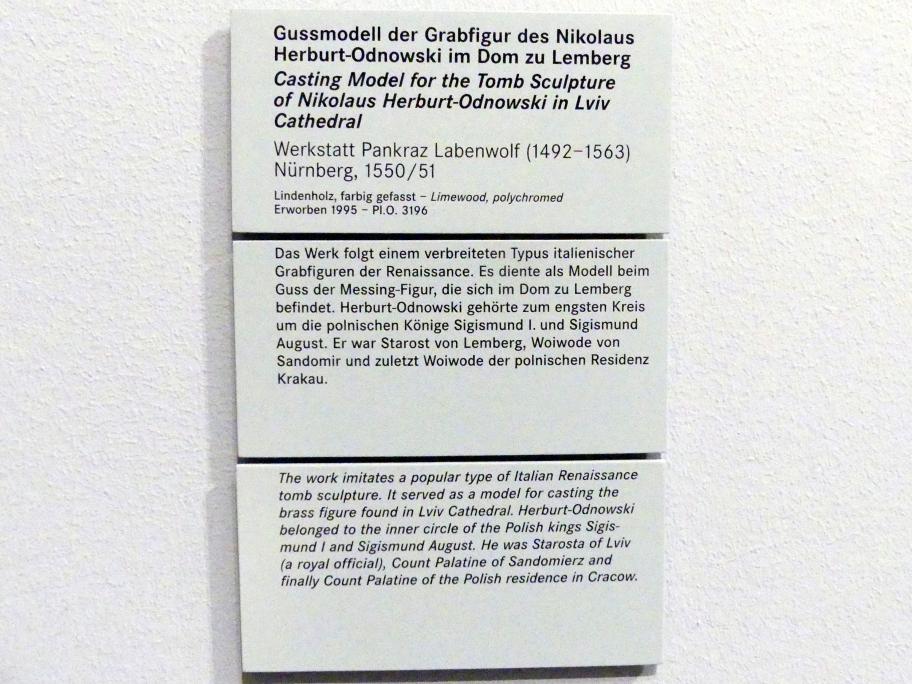 Gussmodell der Grabfigur des Nikolaus
Herburt-Odnowski im Dom zu Lemberg
Casting Model for the Tomb Sculpture
of Nikolaus Herburt-Odnowski in Lviv
Cathedral
Werkstatt Pankraz Labenwolf (1492–1563)
Nürnberg, 1550/51
Lindenholz, farbig gefasst – Limewood, polychromed
Erworben 1995 – Pl.O. 3196
Das Werk folgt einem verbreiteten Typus italienischer
Grabfiguren der Renaissance. Es diente als Modell beim
Guss der Messing-Figur, die sich im Dom zu Lemberg
befindet. Herburt-Odnowski gehörte zum engsten Kreis
um die polnischen Könige Sigismund I. und Sigismund
August. Er war Starost von Lemberg, Woiwode von
Sandomir und zuletzt Woiwode der polnischen Residenz
Krakau.
The work imitates a popular type of Italian Renaissance
tomb sculpture. It served as a model for casting the
brass figure found in Lviv Cathedral. Herburt-Odnowski
belonged to the inner circle of the Polish kings Sigis-
mund I and Sigismund August. He was Starosta of Lviv
(a royal official), Count Palatine of Sandomierz and
finally Count Palatine of the Polish residence in Cracow.